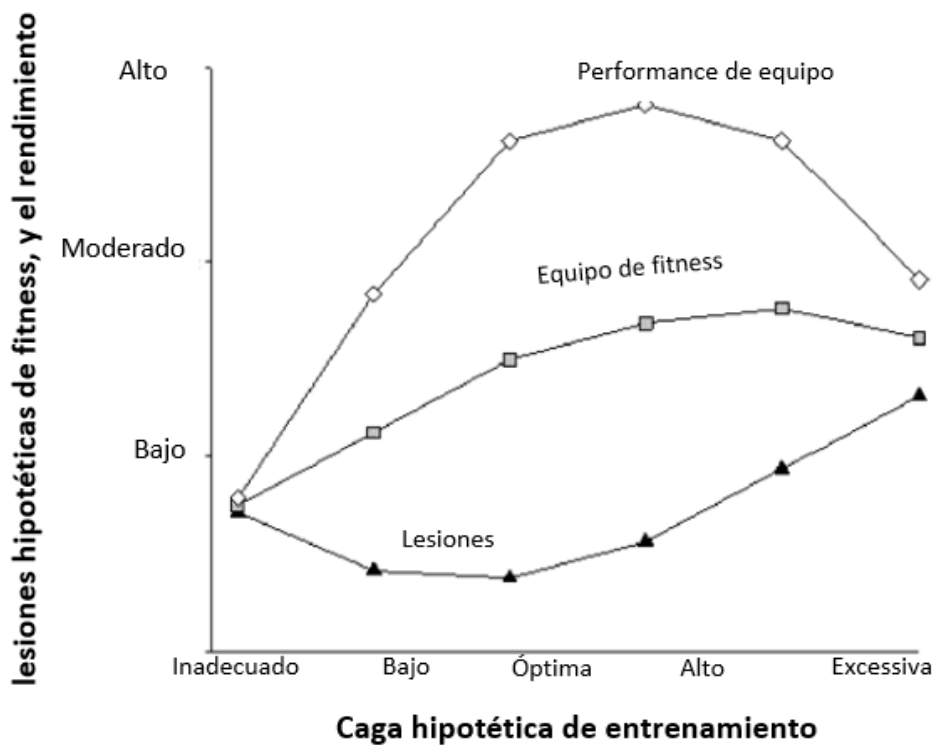 lesiones hipotéticas de fitness, y el rendimiento
Alto
Performance de equipo
Moderado
Equipo de fitness
Bajo
Lesiones
Inadecuado
Bajo
Óptima
Alto
Excessiva
Caga hipotética de entrenamiento